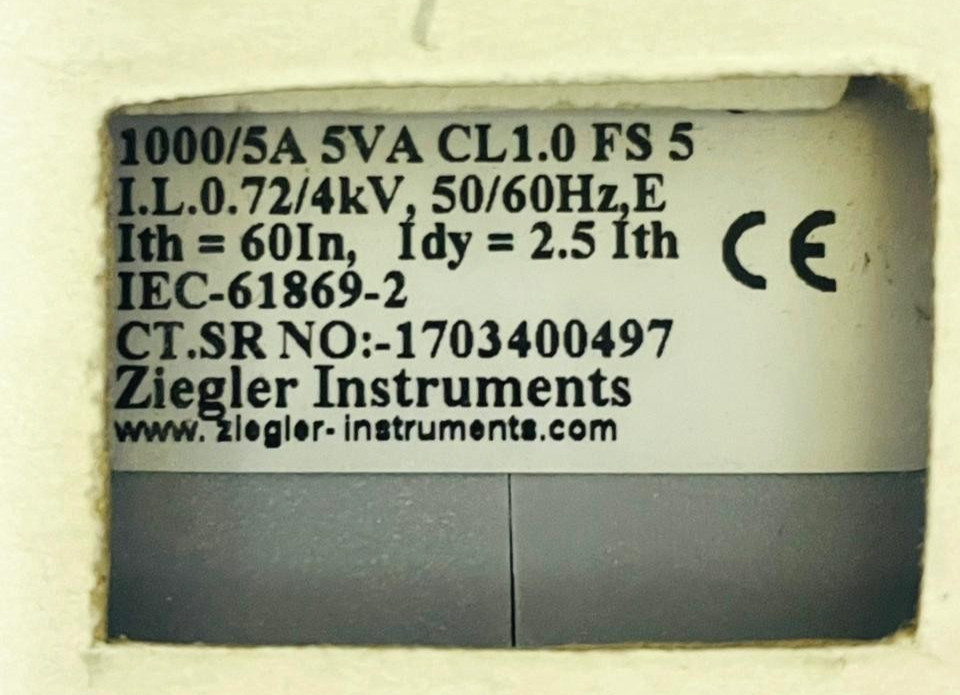 1000/5A 5VA CL1.0 FS 5
I.L.0.72/4kV, 50/60Hz,E
Ith = 60In, Idy = 2.5 Ith
CE
IEC-61869-2
CT.SR NO:-1703400497
Ziegler Instruments
www.ziegler-instruments.com